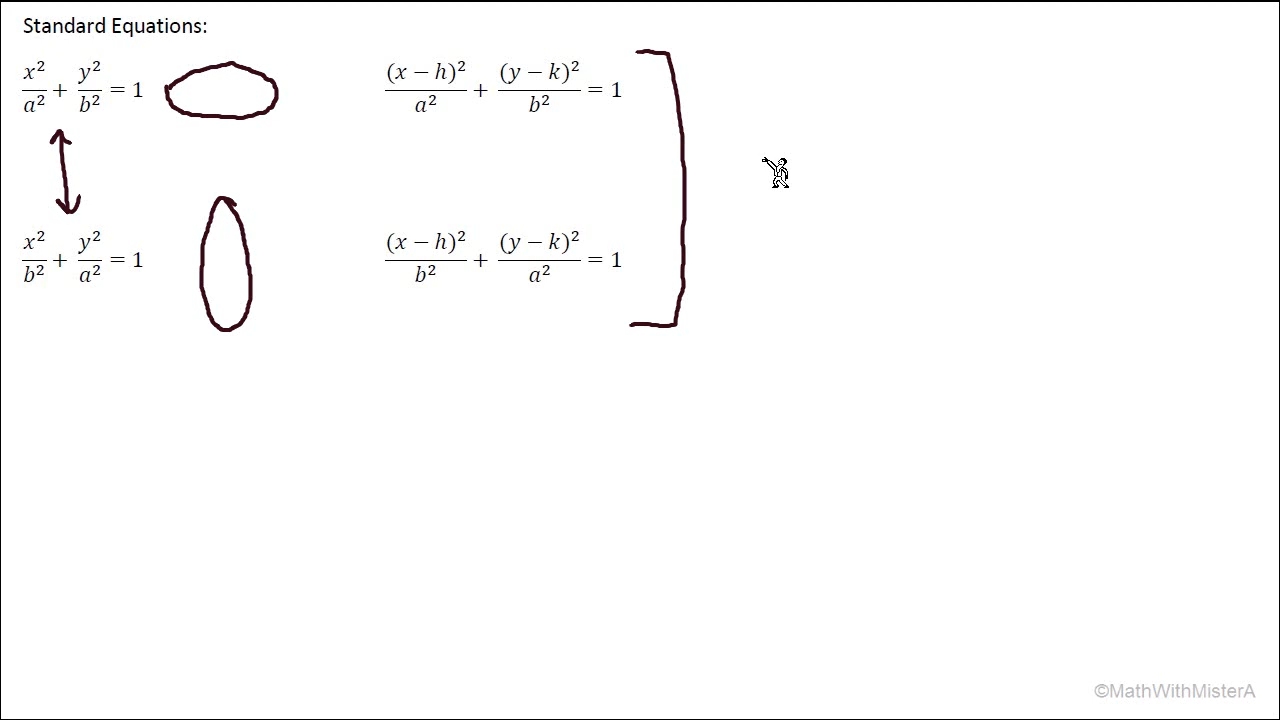 Standard Equations:
x²/a² + y²/b² = 1
(x − h)²/a² + (y − k)²/b² = 1
x²/b² + y²/a² = 1
(x − h)²/b² + (y − k)²/a² = 1
©MathWithMisterA